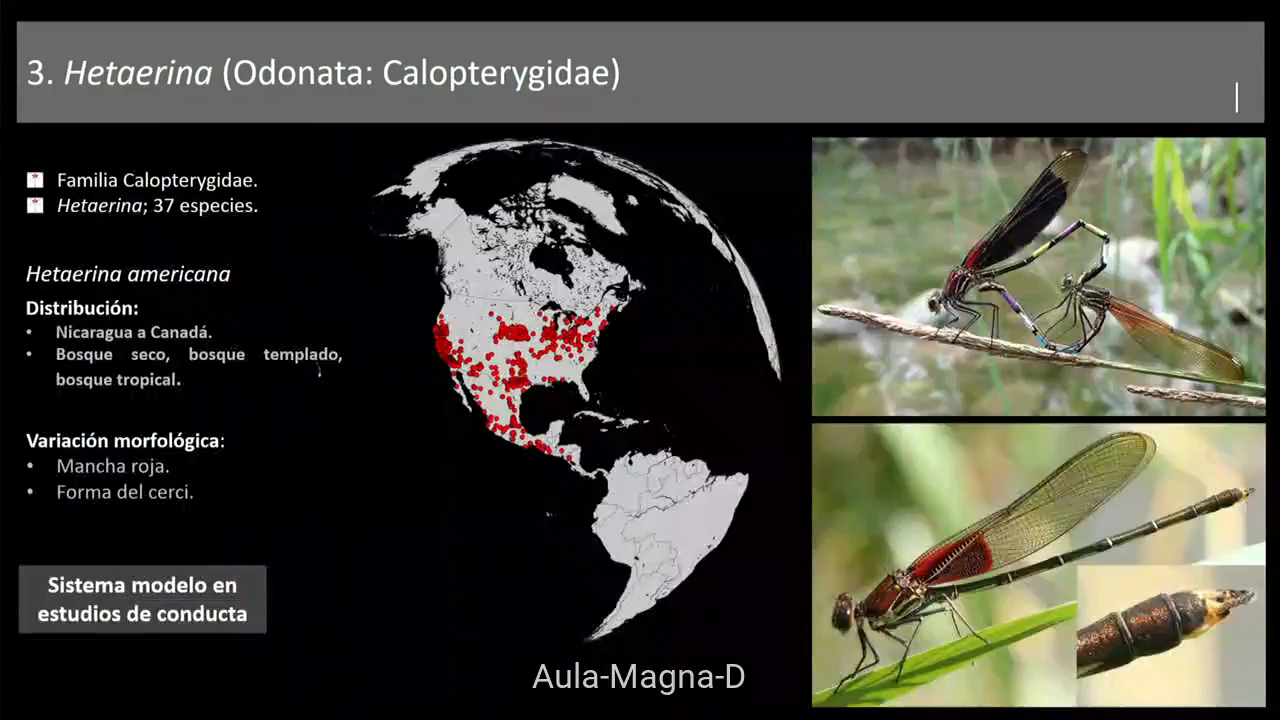 3. Hetaerina (Odonata: Calopterygidae)
Familia Calopterygidae.
Hetaerina; 37 especies.
Hetaerina americana
Distribución:
• Nicaragua a Canadá.
• Bosque seco, bosque templado,
bosque tropical.
Variación morfológica:
• Mancha roja.
• Forma del cerci.
Sistema modelo en
estudios de conducta
Aula-Magna-D